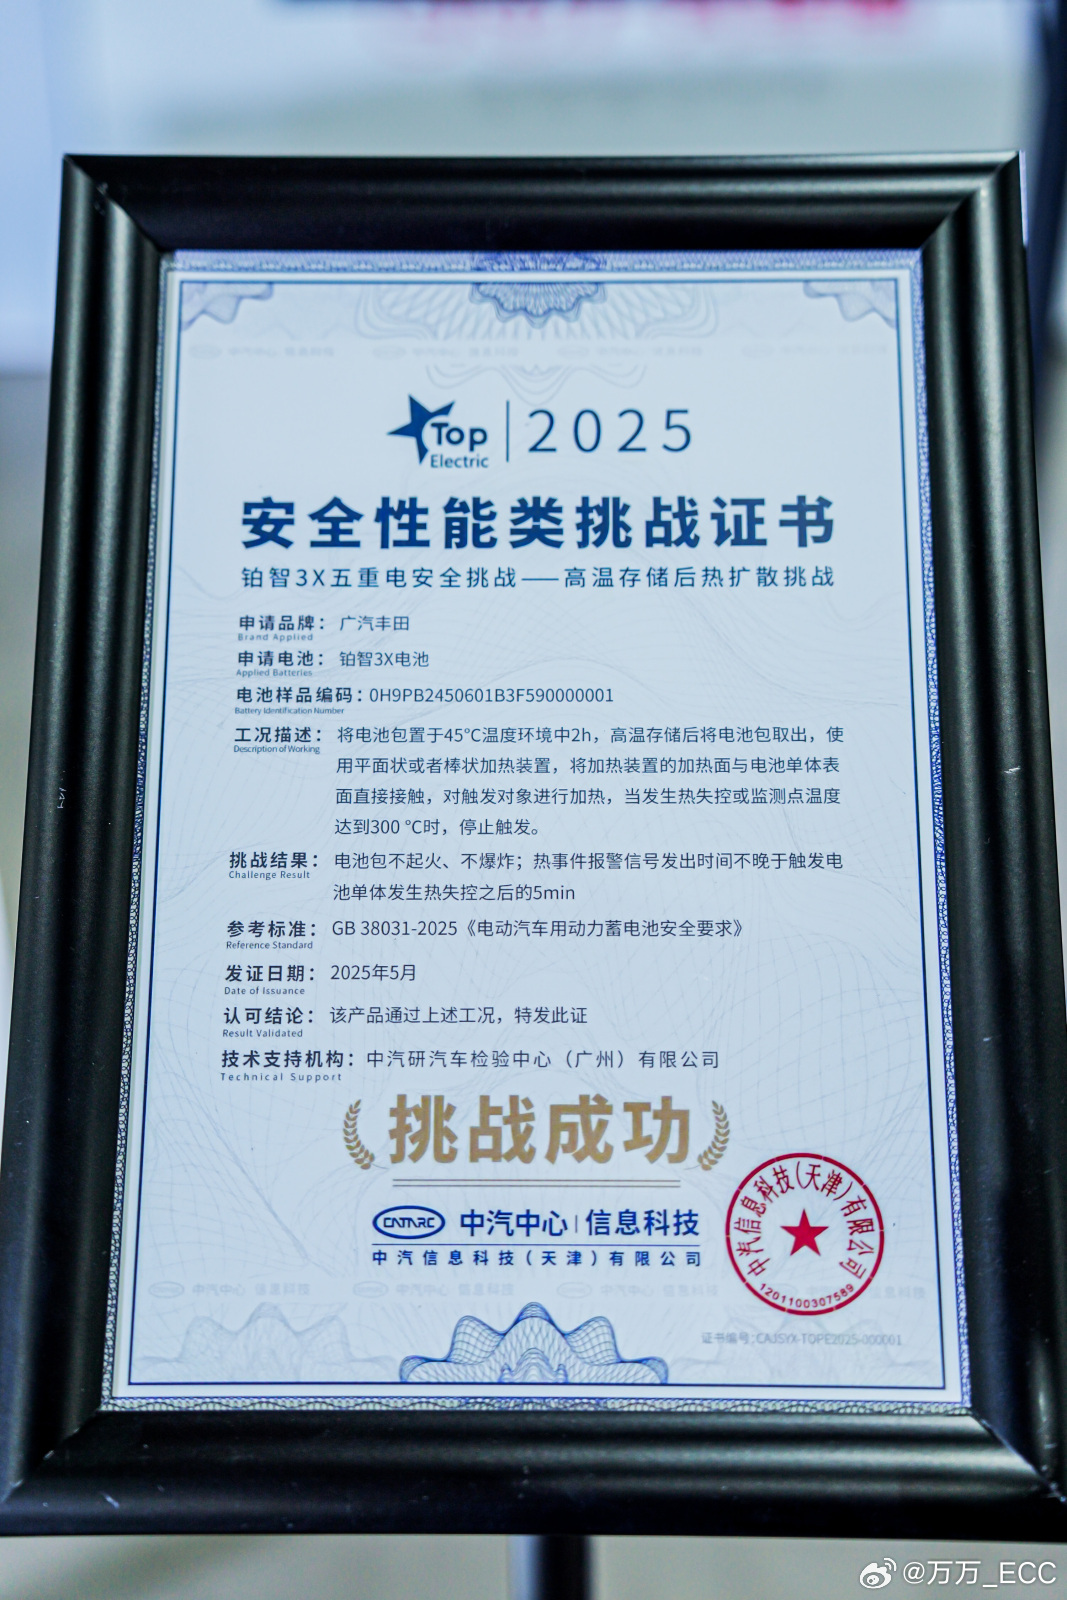 Top Electric | 2025
安全性能类挑战证书
铂智3X五重电安全挑战——高温存储后热扩散挑战
申请品牌：广汽丰田
Brand Applied
申请电池：铂智3X电池
Applied Batteries
电池样品编码：0H9PB2450601B3F590000001
Battery Identification Number
工况描述：将电池包置于45℃温度环境中2h，高温存储后将电池包取出，使
Description of Working
用平面状或者棒状加热装置，将加热装置的加热面与电池单体表
面直接接触，对触发对象进行加热，当发生热失控或监测点温度
达到300 ℃时，停止触发。
挑战结果：电池包不起火、不爆炸；热事件报警信号发出时间不晚于触发电
Challenge Result
池单体发生热失控之后的5min
参考标准：GB 38031-2025《电动汽车用动力蓄电池安全要求》
Reference Standard
发证日期：2025年5月
Date of Issuance
认可结论：该产品通过上述工况，特发此证
Result Validated
技术支持机构：中汽研汽车检验中心（广州）有限公司
Technical Support
挑战成功
CATARC 中汽中心 | 信息科技
中汽信息科技（天津）有限公司
中汽信息科技(天津)有限公司
1201100307589
证书编号：CAJSYX-TOPE2025-000001
@万万_ECC